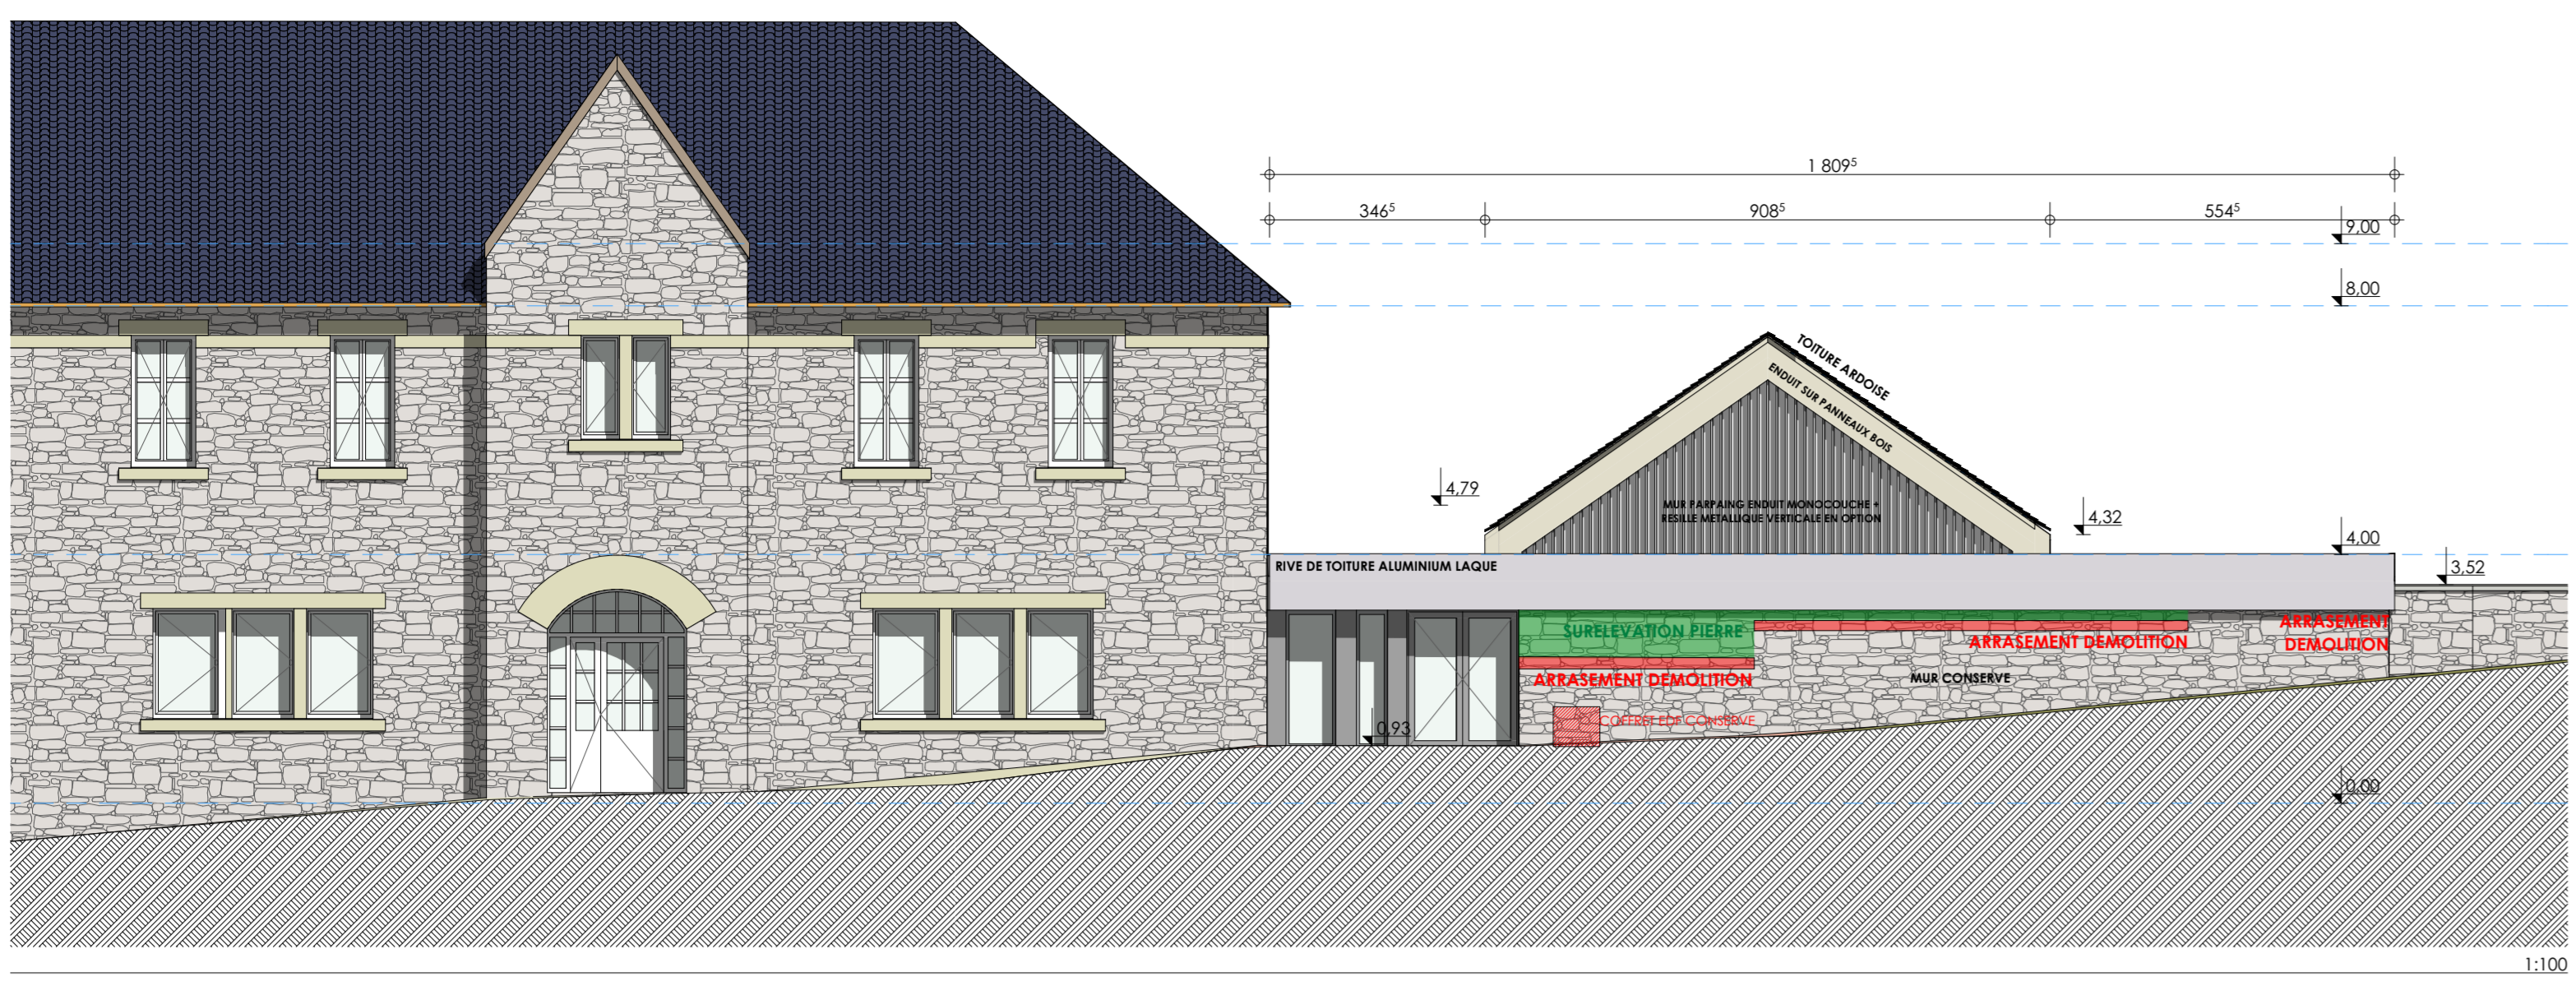 1 809⁵
346⁵
908⁵
554⁵
9,00
8,00
TOITURE ARDOISE
ENDUIT SUR PANNEAUX BOIS
4,79
MUR PARPAING ENDUIT MONOCOUCHE +
RESILLE METALLIQUE VERTICALE EN OPTION
4,32
4,00
RIVE DE TOITURE ALUMINIUM LAQUE
3,52
SURELEVATION PIERRE
ARRASEMENT DEMOLITION
ARRASEMENT
DEMOLITION
ARRASEMENT DEMOLITION
MUR CONSERVE
COFFRET EDF CONSERVE
0,93
0,00
1:100